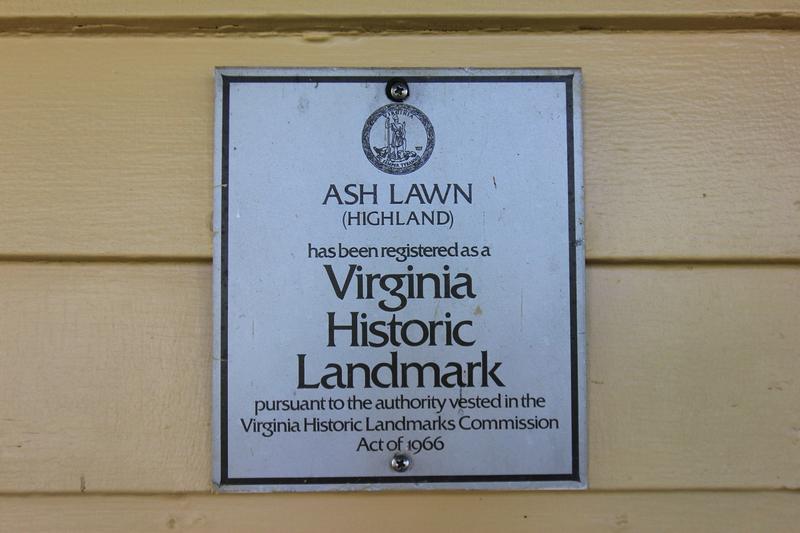 VIRGINIA
ASH LAWN
(HIGHLAND)
has been registered as a
Virginia
Historic
Landmark
pursuant to the authority vested in the
Virginia Historic Landmarks Commission
Act of 1966